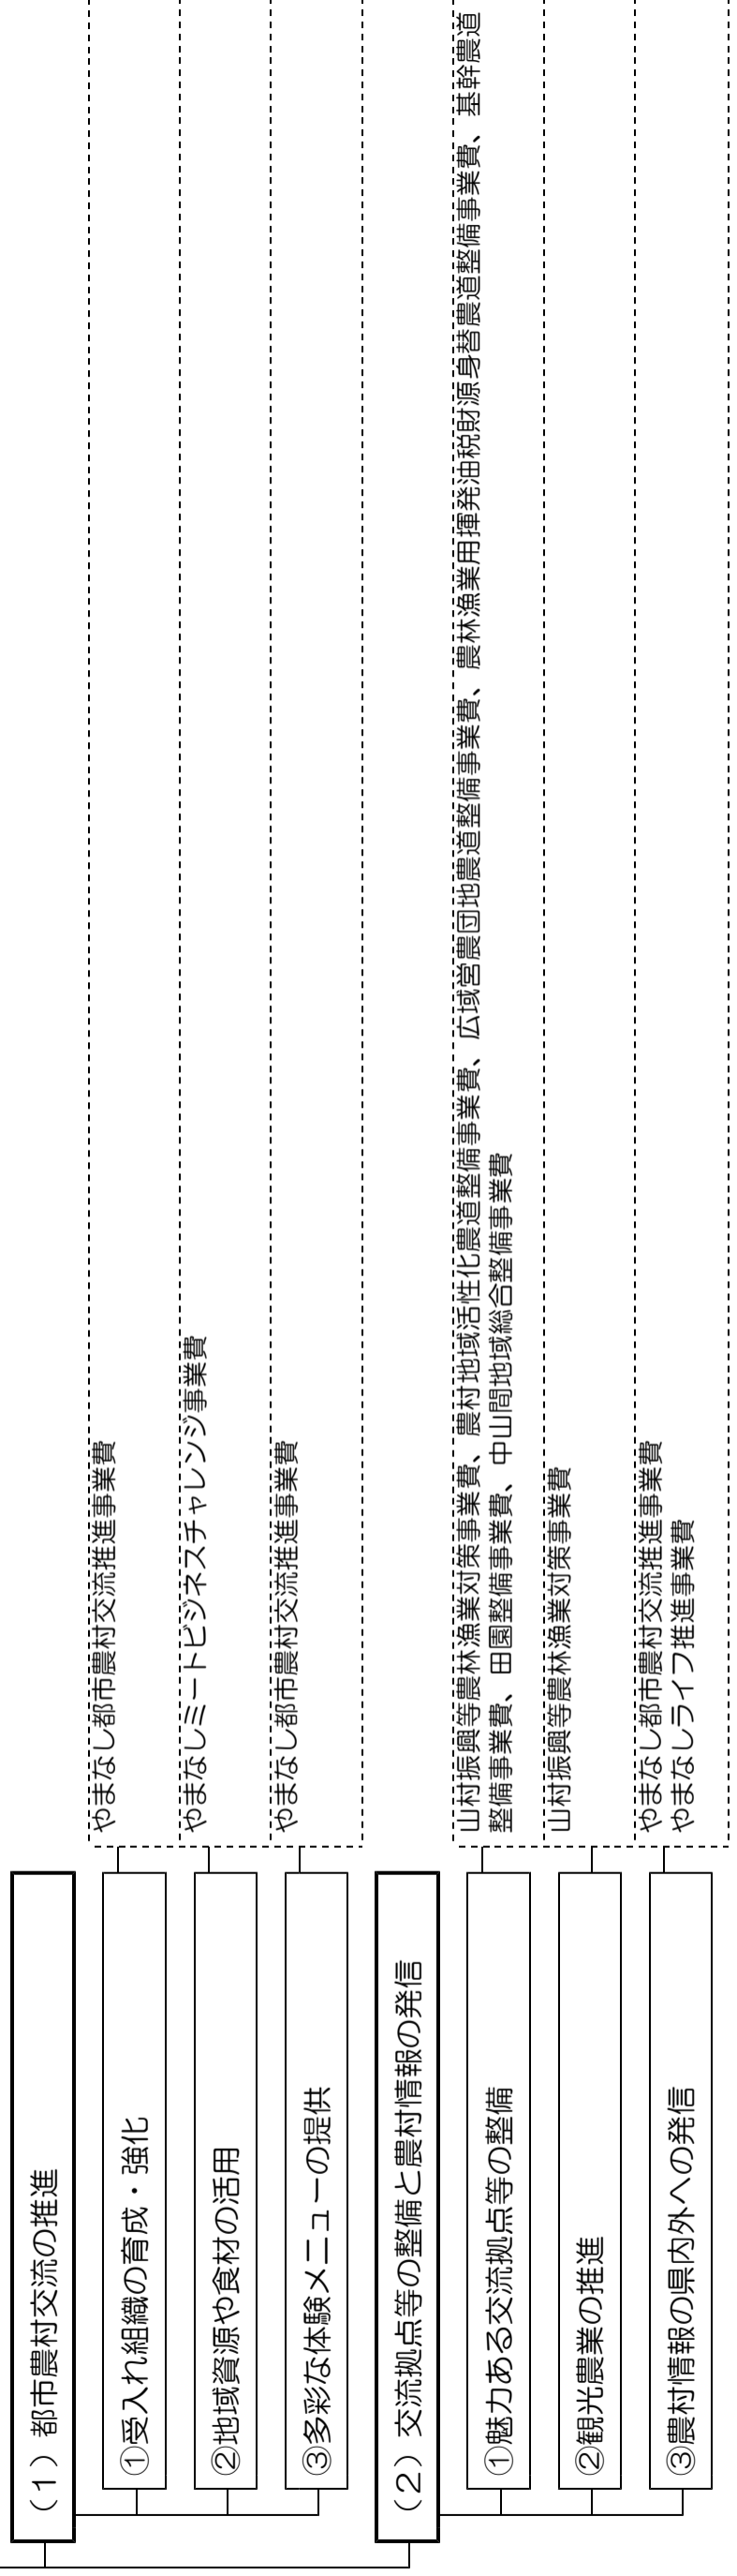 （１）都市農村交流の推進
①受入れ組織の育成・強化
やまなし都市農村交流推進事業費
②地域資源や食材の活用
やまなしミートビジネスチャレンジ事業費
③多彩な体験メニューの提供
やまなし都市農村交流推進事業費
（２）交流拠点等の整備と農村情報の発信
①魅力ある交流拠点等の整備
山村振興等農林漁業対策事業費、農村地域活性化農道整備事業費、広域営農団地農道整備事業費、農林漁業用揮発油税財源身替農道整備事業費、基幹農道
整備事業費、田園整備事業費、中山間地域総合整備事業費
②観光農業の推進
山村振興等農林漁業対策事業費
③農村情報の県内外への発信
やまなし都市農村交流推進事業費
やまなしライフ推進事業費